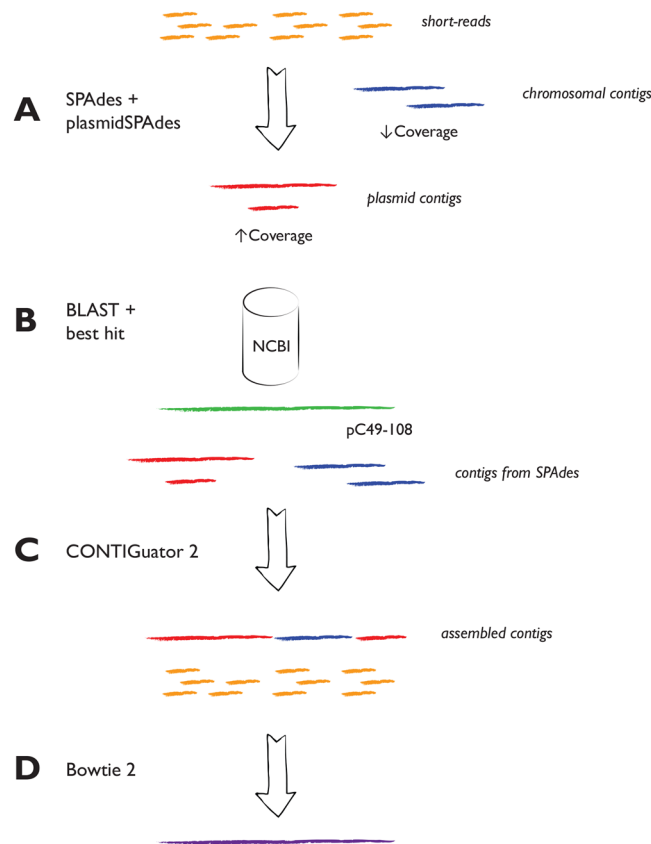 short-reads
A
SPAdes +
plasmidSPAdes
chromosomal contigs
↓Coverage
plasmid contigs
↑Coverage
B
BLAST +
best hit
NCBI
pC49-108
contigs from SPAdes
C
CONTIGuator 2
assembled contigs
D
Bowtie 2